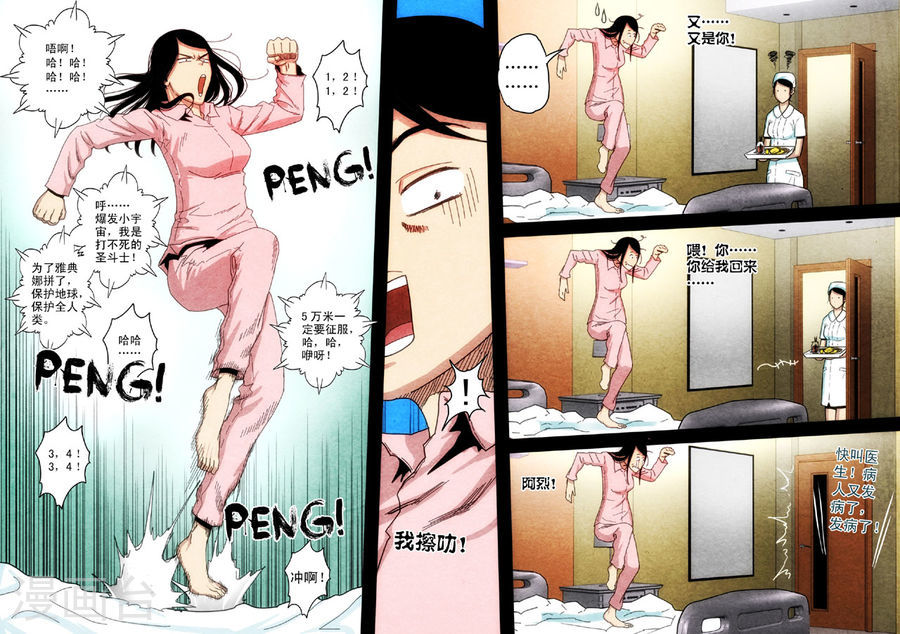 唔啊！
哈！哈！
哈！哈！
……
1，2！
1，2！
PENG!
呼……
爆发小宇
宙，我是
打不死的
圣斗士！
为了雅典
娜拼了，
保护地球，
保护全人
类。
哈哈
……
5万米一
定要征服，
哈，哈，
咿呀！
PENG!
3，4！
3，4！
PENG!
冲啊！
漫画台
！
我擦叻！
……
……
又……
又是你！
喂！你……
你给我回来
……
阿烈！
快叫医
生！病
人又发
病了，
发病了！